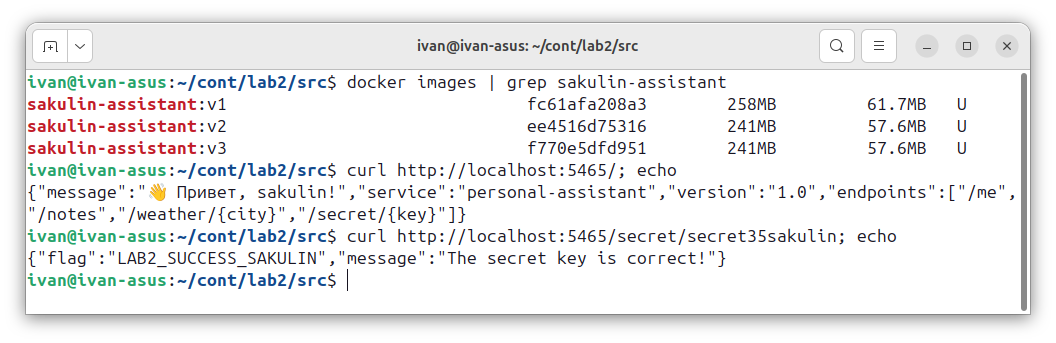 ivan@ivan-asus: ~/cont/lab2/src
ivan@ivan-asus:~/cont/lab2/src$ docker images | grep sakulin-assistant
sakulin-assistant:v1 fc61afa208a3 258MB 61.7MB U
sakulin-assistant:v2 ee4516d75316 241MB 57.6MB U
sakulin-assistant:v3 f770e5dfd951 241MB 57.6MB U
ivan@ivan-asus:~/cont/lab2/src$ curl http://localhost:5465/; echo
{"message":"👋 Привет, sakulin!","service":"personal-assistant","version":"1.0","endpoints":["/me",
"/notes","/weather/{city}","/secret/{key}"]}
ivan@ivan-asus:~/cont/lab2/src$ curl http://localhost:5465/secret/secret35sakulin; echo
{"flag":"LAB2_SUCCESS_SAKULIN","message":"The secret key is correct!"}
ivan@ivan-asus:~/cont/lab2/src$